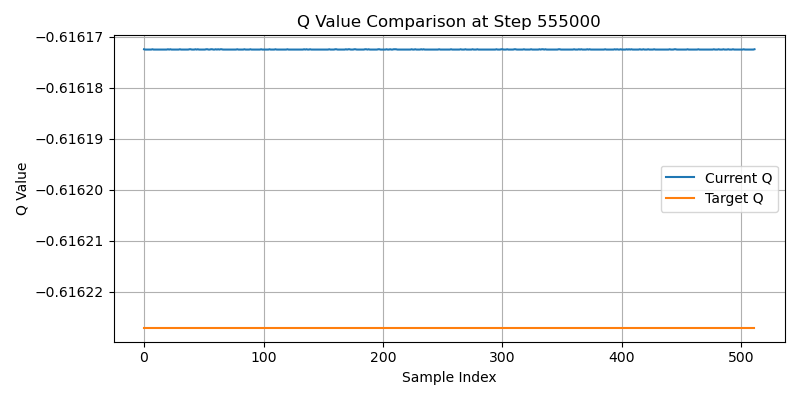 Q Value Comparison at Step 555000
Q Value
−0.61617
−0.61618
−0.61619
−0.61620
−0.61621
−0.61622
Current Q
Target Q
0 100 200 300 400 500
Sample Index